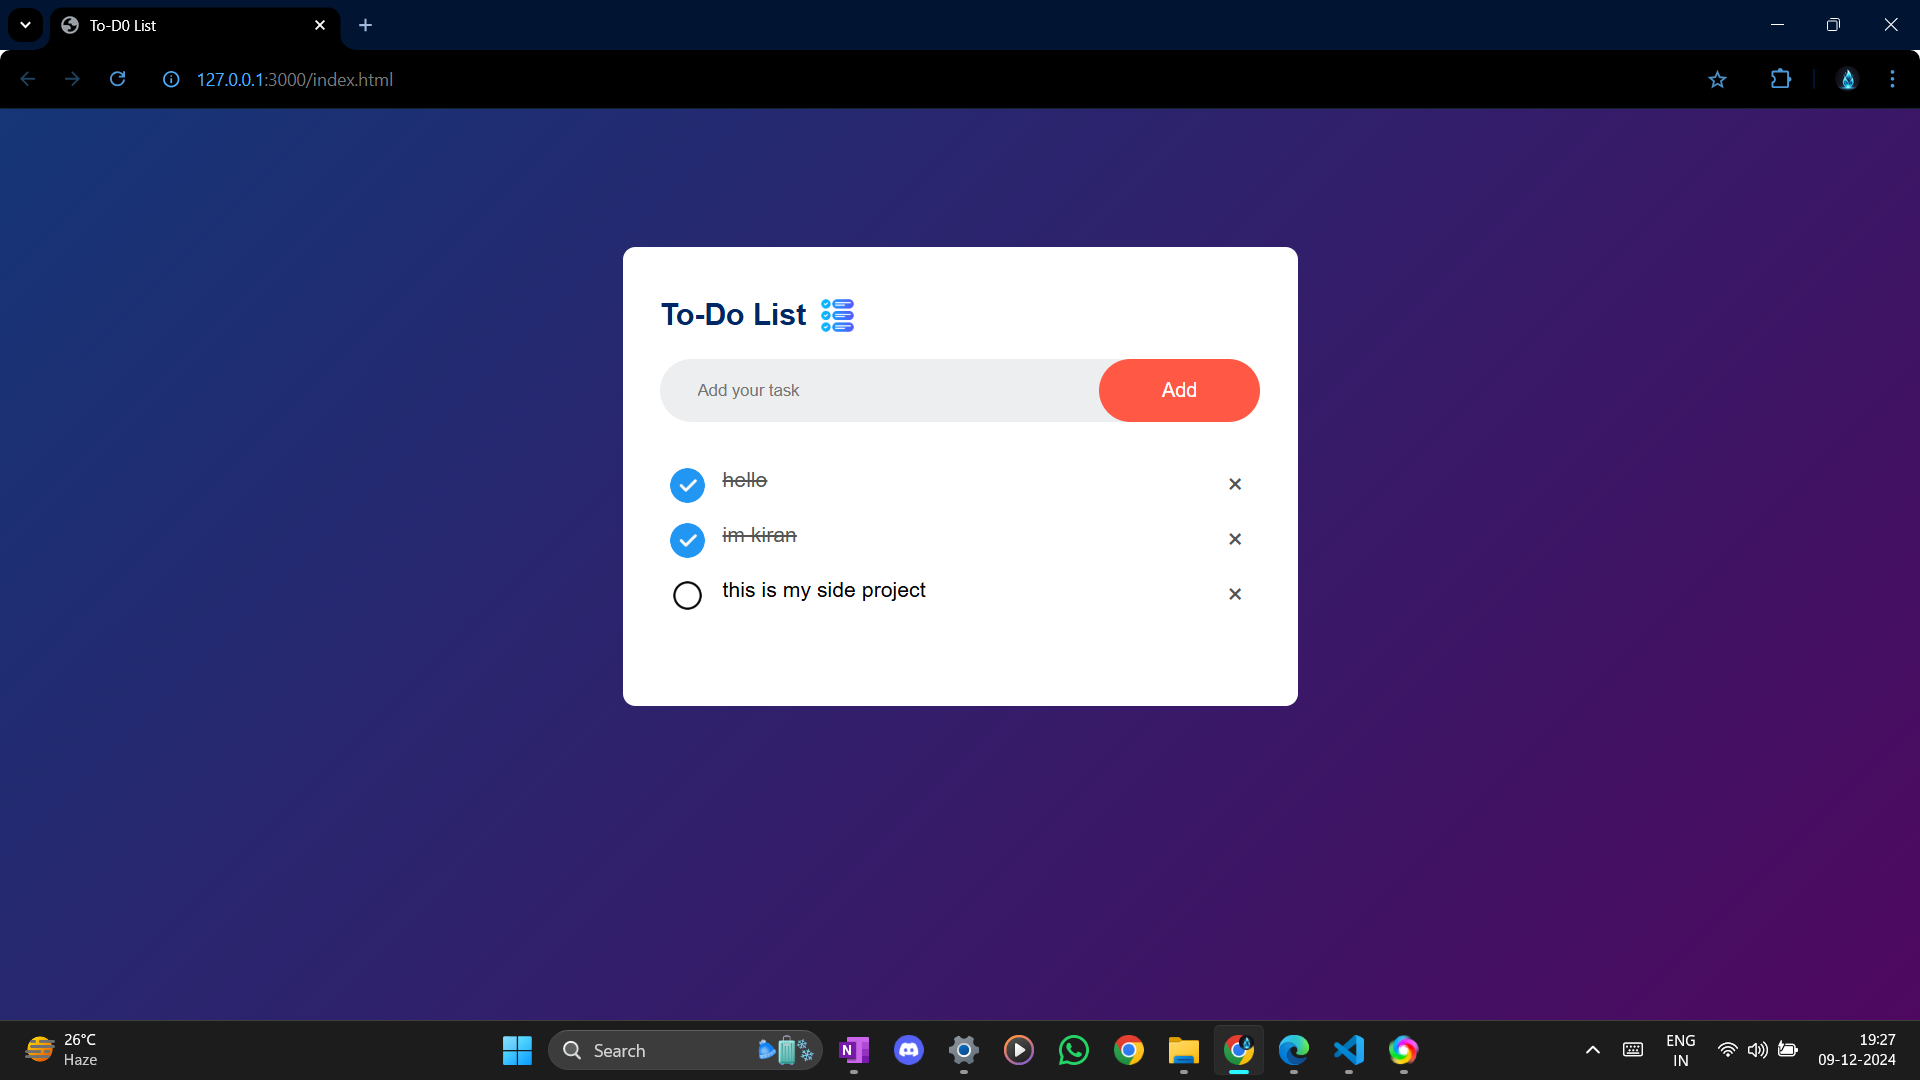 To-D0 List
127.0.0.1:3000/index.html
To-Do List
Add your task
Add
hello
im kiran
this is my side project
26°C
Haze
Search
N
ENG
IN
19:27
09-12-2024